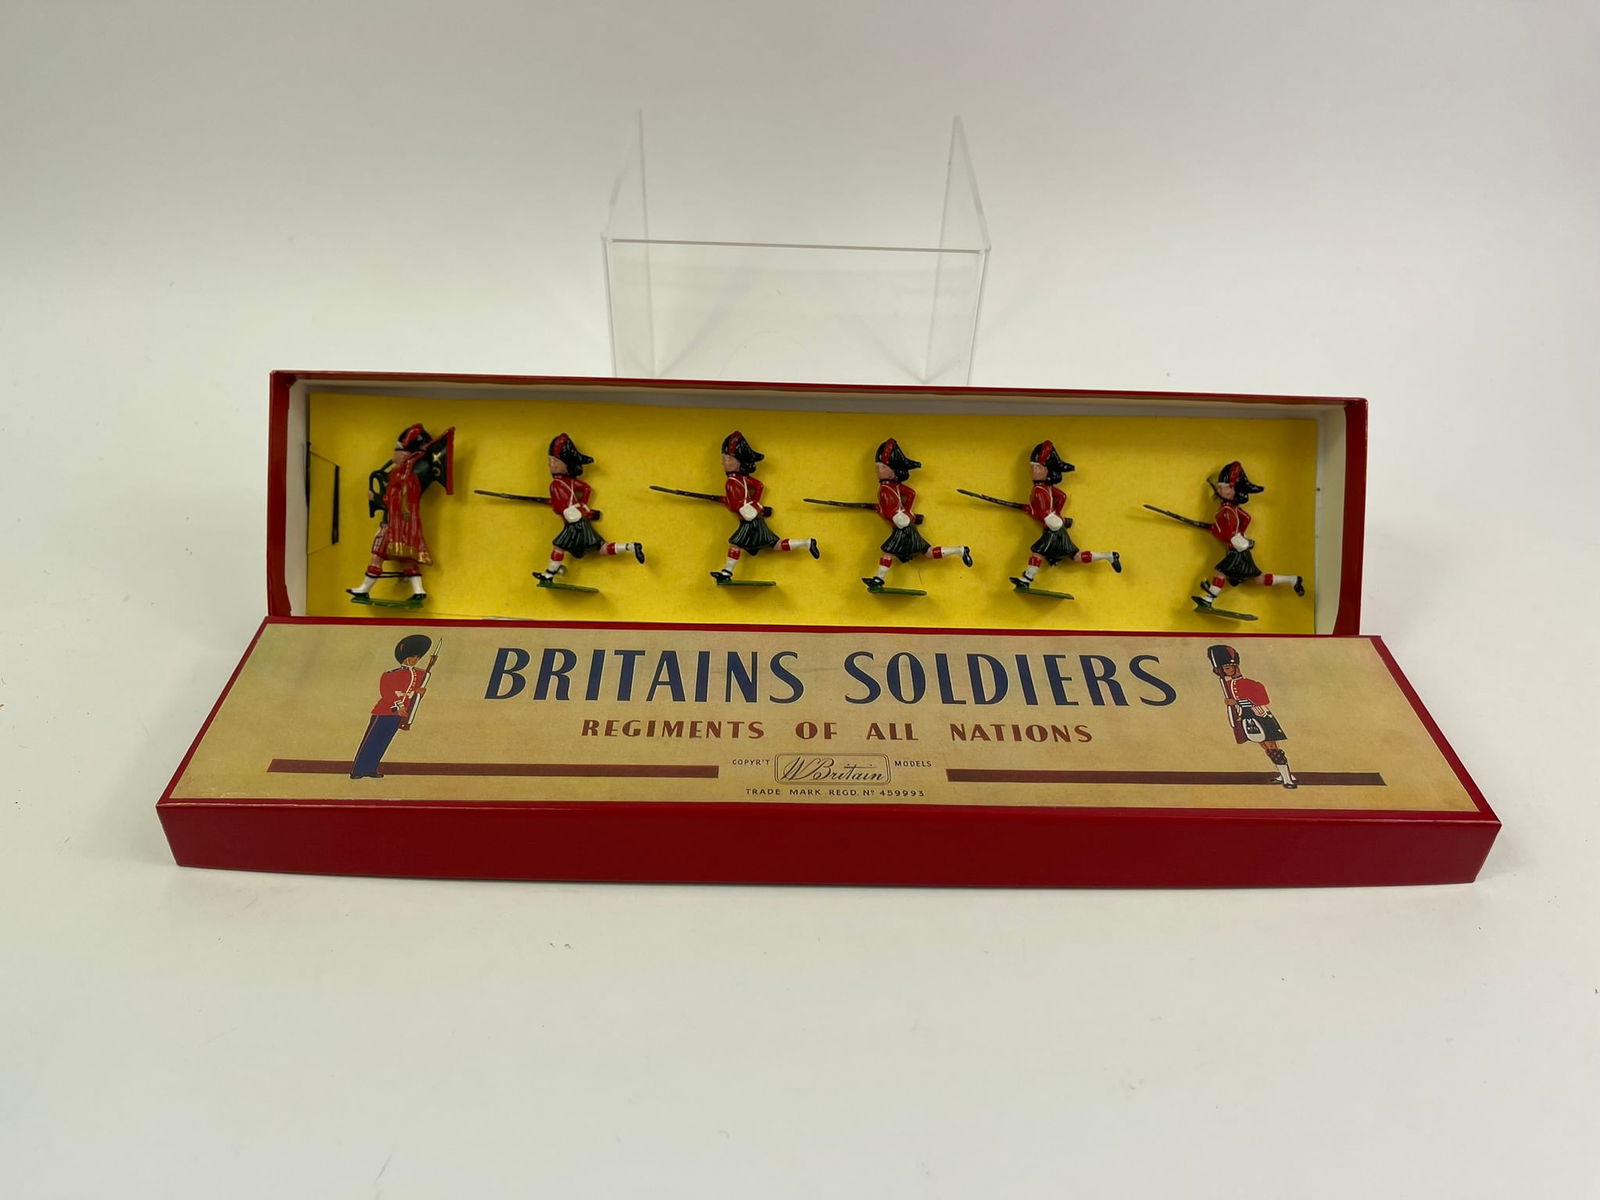 BRITAINS SOLDIERS
REGIMENTS OF ALL NATIONS
COPYR'T W Britain MODELS
TRADE MARK REGD. Nº 459993